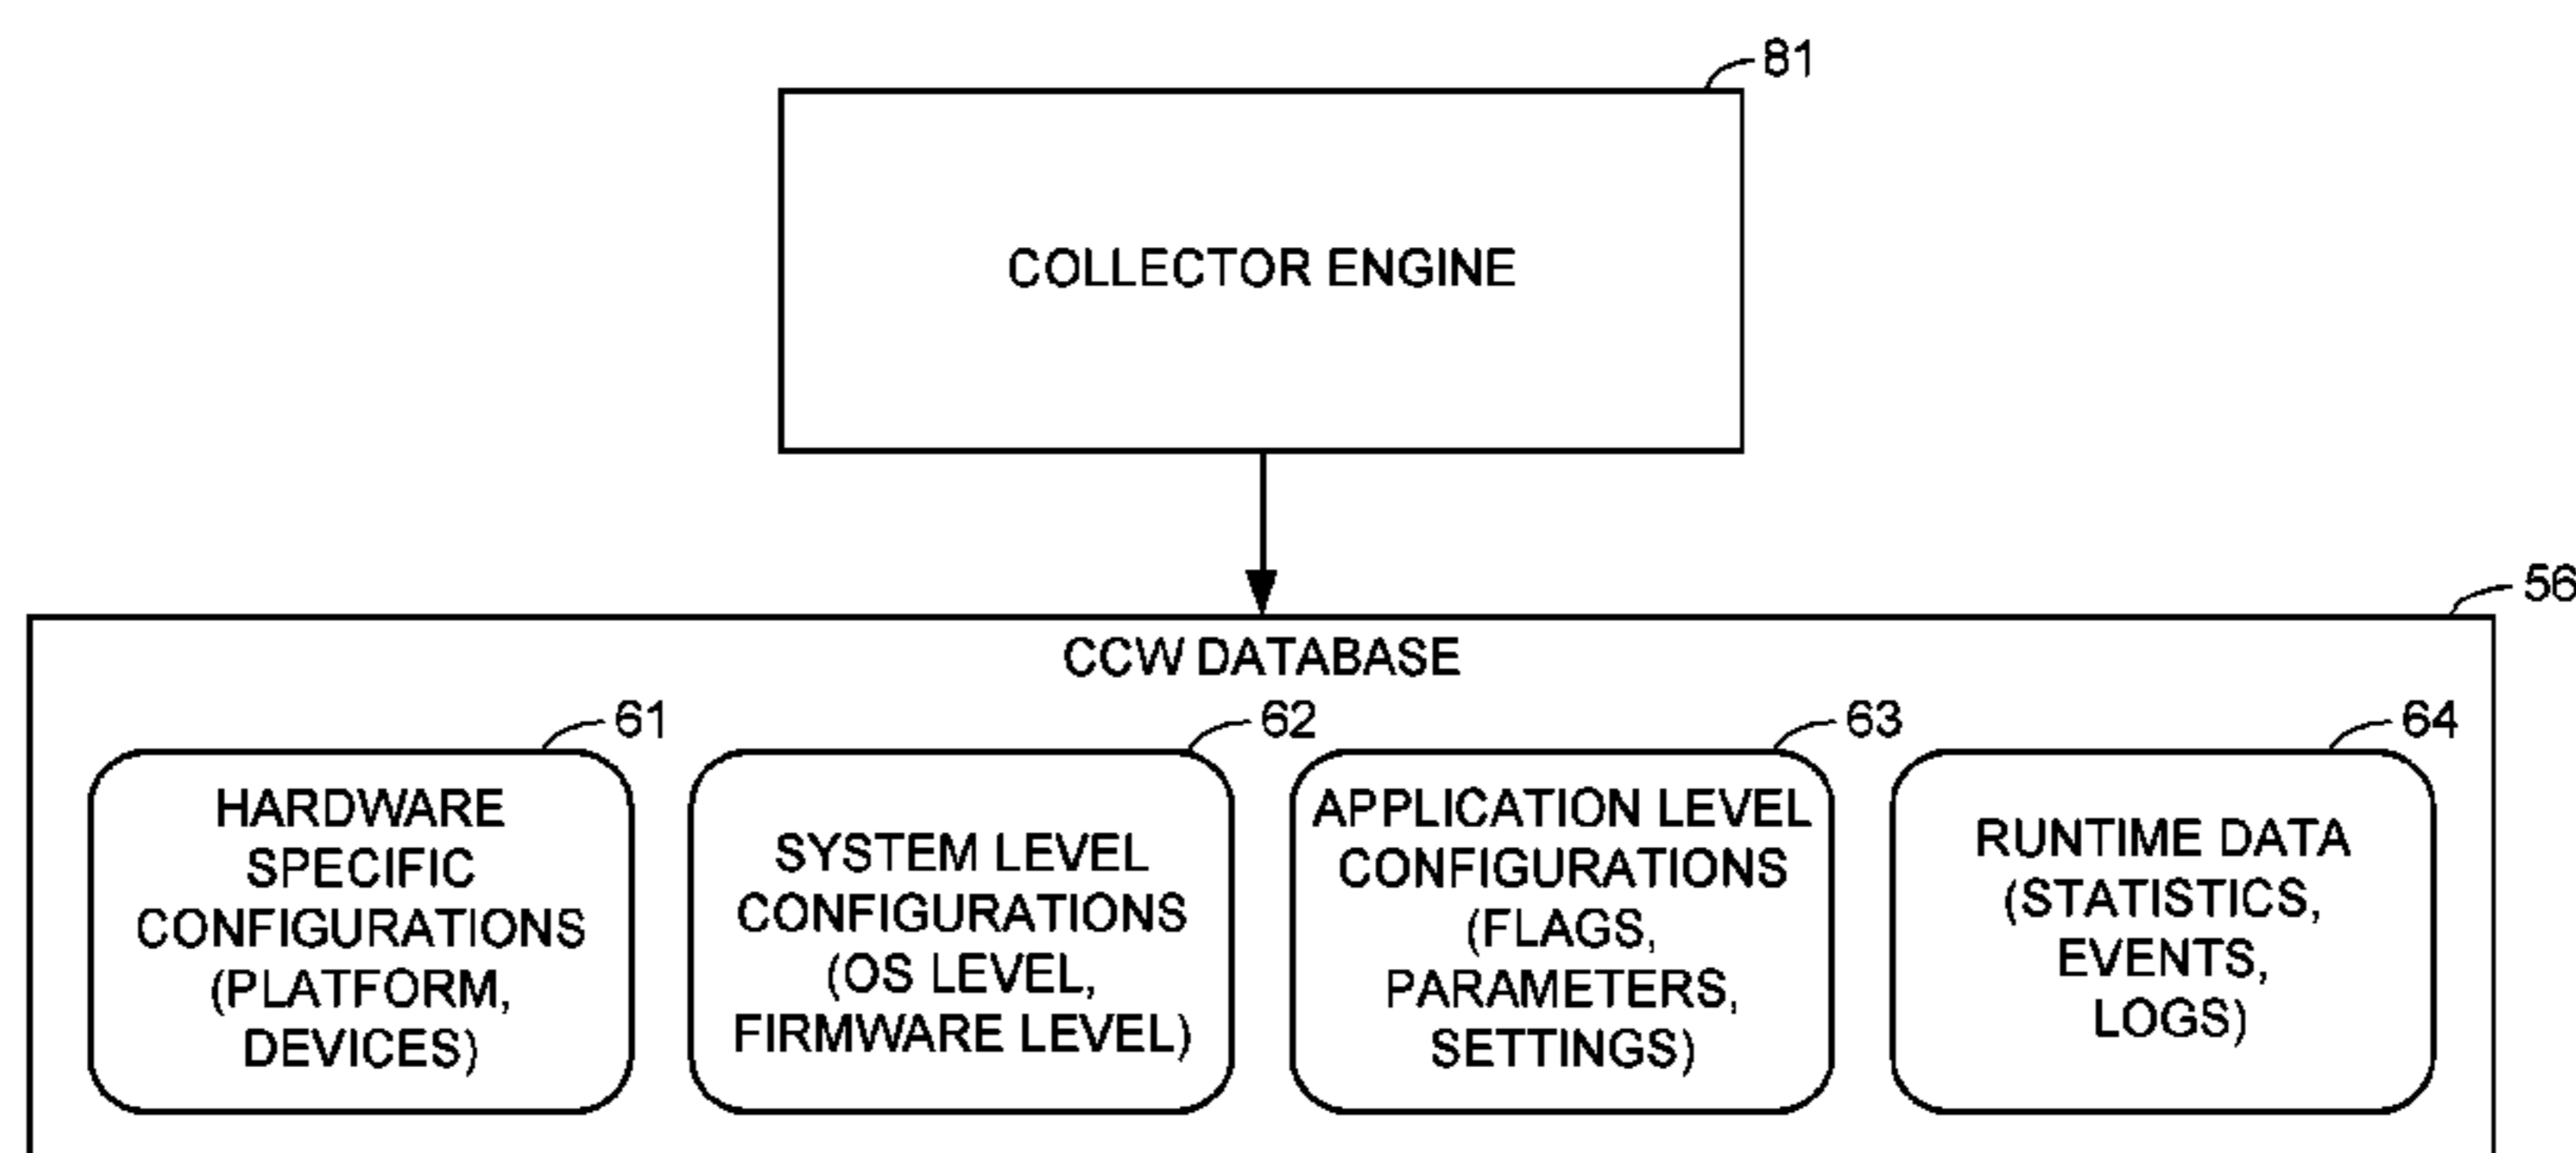 81
COLLECTOR ENGINE
56
CCW DATABASE
61
HARDWARE
SPECIFIC
CONFIGURATIONS
(PLATFORM,
DEVICES)
62
SYSTEM LEVEL
CONFIGURATIONS
(OS LEVEL,
FIRMWARE LEVEL)
63
APPLICATION LEVEL
CONFIGURATIONS
(FLAGS,
PARAMETERS,
SETTINGS)
64
RUNTIME DATA
(STATISTICS,
EVENTS,
LOGS)